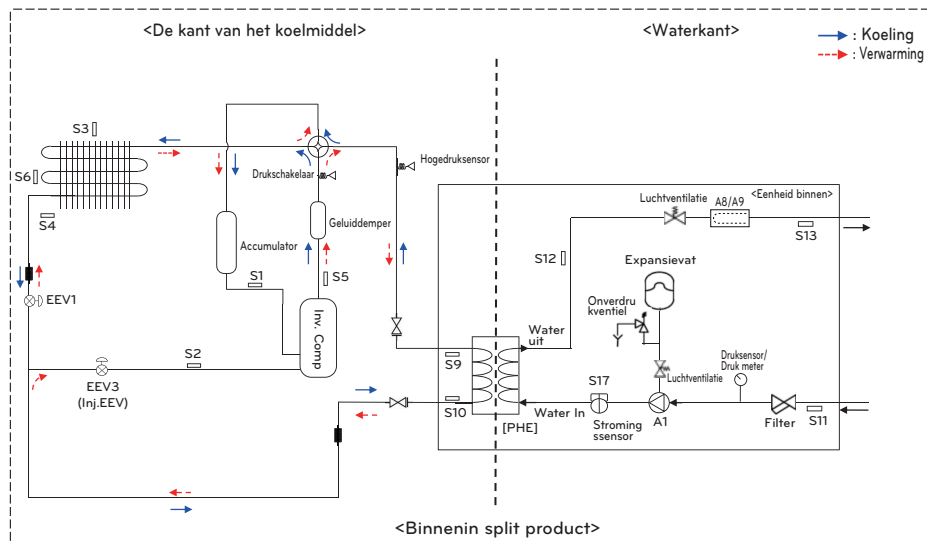 <De kant van het koelmiddel>
<Waterkant>
: Koeling
: Verwarming
S3
S6
S4
Drukschakelaar
Hogedruksensor
Geluiddemper
Accumulator
S1
S5
Inv. Comp
EEV1
S2
EEV3
(Inj.EEV)
<Eenheid binnen>
Luchtventilatie
A8/A9
S13
S12
Expansievat
Onverdru
kventiel
Water
uit
S9
S10
[PHE]
Water In
S17
Stroming
ssensor
Luchtventilatie
A1
Druksensor/
Druk meter
Filter
S11
<Binnenin split product>